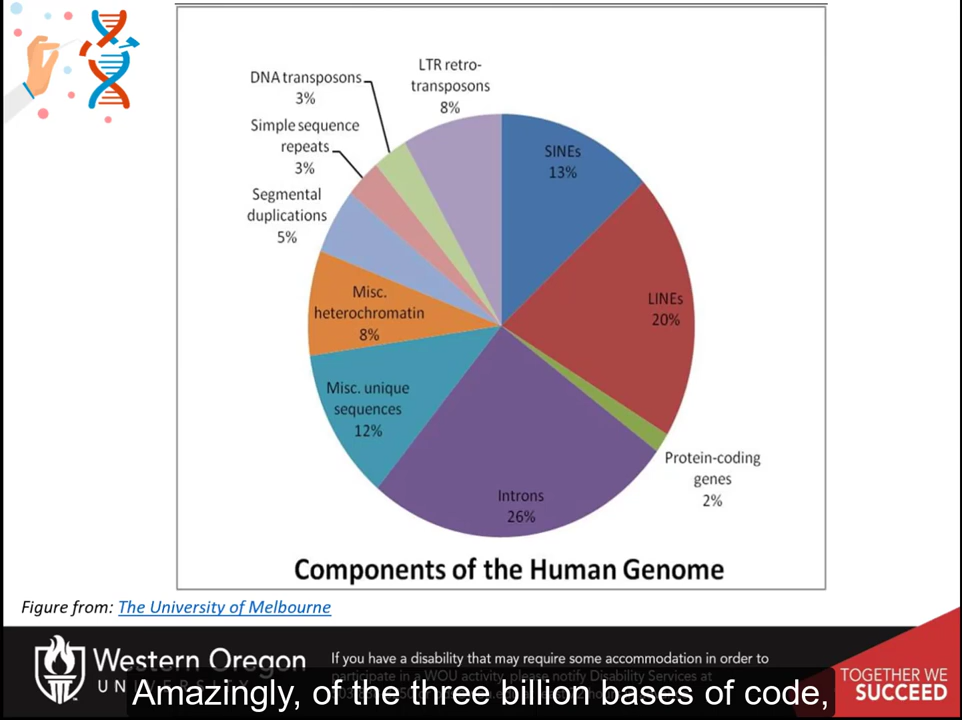 LTR retro-
transposons
8%
DNA transposons
3%
Simple sequence
repeats
3%
Segmental
duplications
5%
SINEs
13%
LINEs
20%
Misc.
heterochromatin
8%
Misc. unique
sequences
12%
Protein-coding
genes
2%
Introns
26%
Components of the Human Genome
Figure from: The University of Melbourne
Western Oregon
UNIVERSITY
If you have a disability that may require some accommodation in order to
participate in a WOU activity, please notify Disability Services at
TOGETHER WE
SUCCEED
Amazingly, of the three billion bases of code,